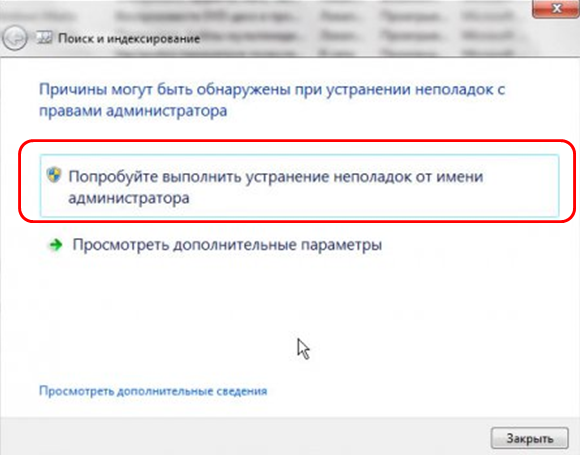 Поиск и индексирование
Причины могут быть обнаружены при устранении неполадок с
правами администратора
Попробуйте выполнить устранение неполадок от имени
администратора
Просмотреть дополнительные параметры
Просмотреть дополнительные сведения
Закрыть